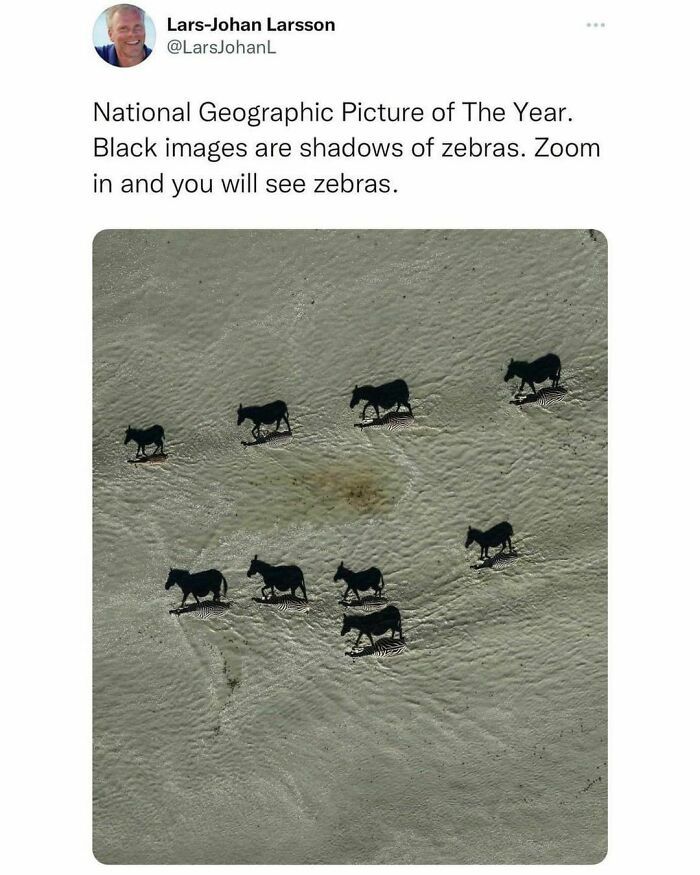 Lars-Johan Larsson
@LarsJohanL
National Geographic Picture of The Year.
Black images are shadows of zebras. Zoom
in and you will see zebras.